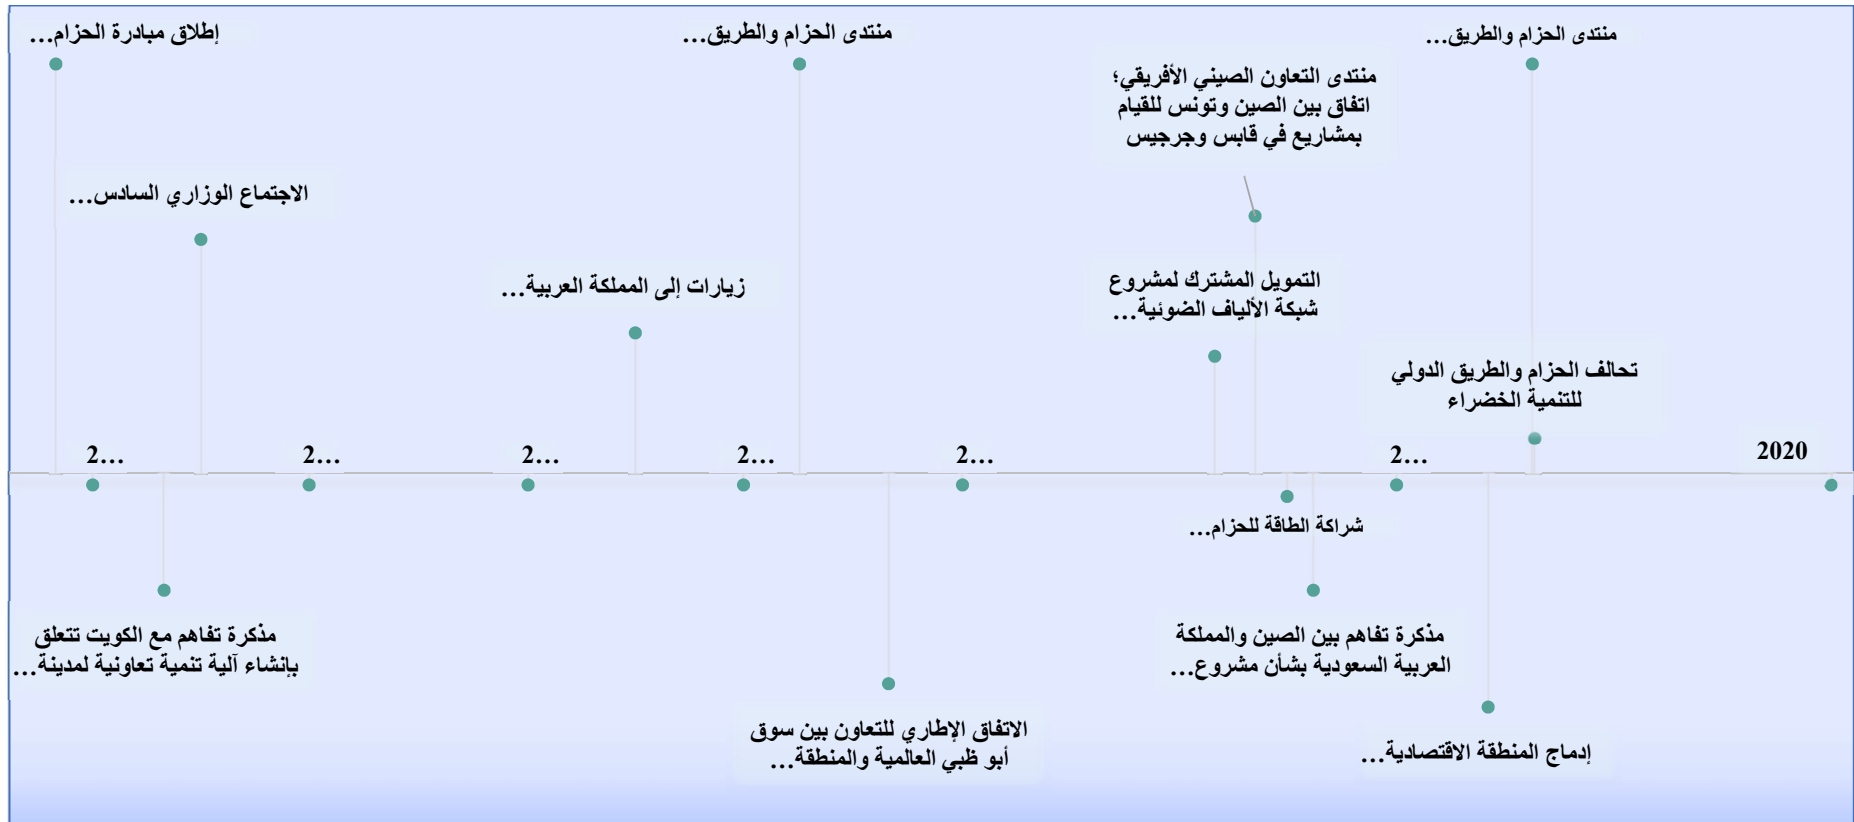 إطلاق مبادرة الحزام...
منتدى الحزام والطريق...
منتدى الحزام والطريق...
منتدى التعاون الصيني الأفريقي؛
اتفاق بين الصين وتونس للقيام
بمشاريع في قابس وجرجيس
الاجتماع الوزاري السادس...
زيارات إلى المملكة العربية...
التمويل المشترك لمشروع
شبكة الألياف الضوئية...
تحالف الحزام والطريق الدولي
للتنمية الخضراء
2...
2...
2...
2...
2...
2...
2020
شراكة الطاقة للحزام...
مذكرة تفاهم مع الكويت تتعلق
بإنشاء آلية تنمية تعاونية لمدينة...
مذكرة تفاهم بين الصين والمملكة
العربية السعودية بشأن مشروع...
الاتفاق الإطاري للتعاون بين سوق
أبو ظبي العالمية والمنطقة...
إدماج المنطقة الاقتصادية...